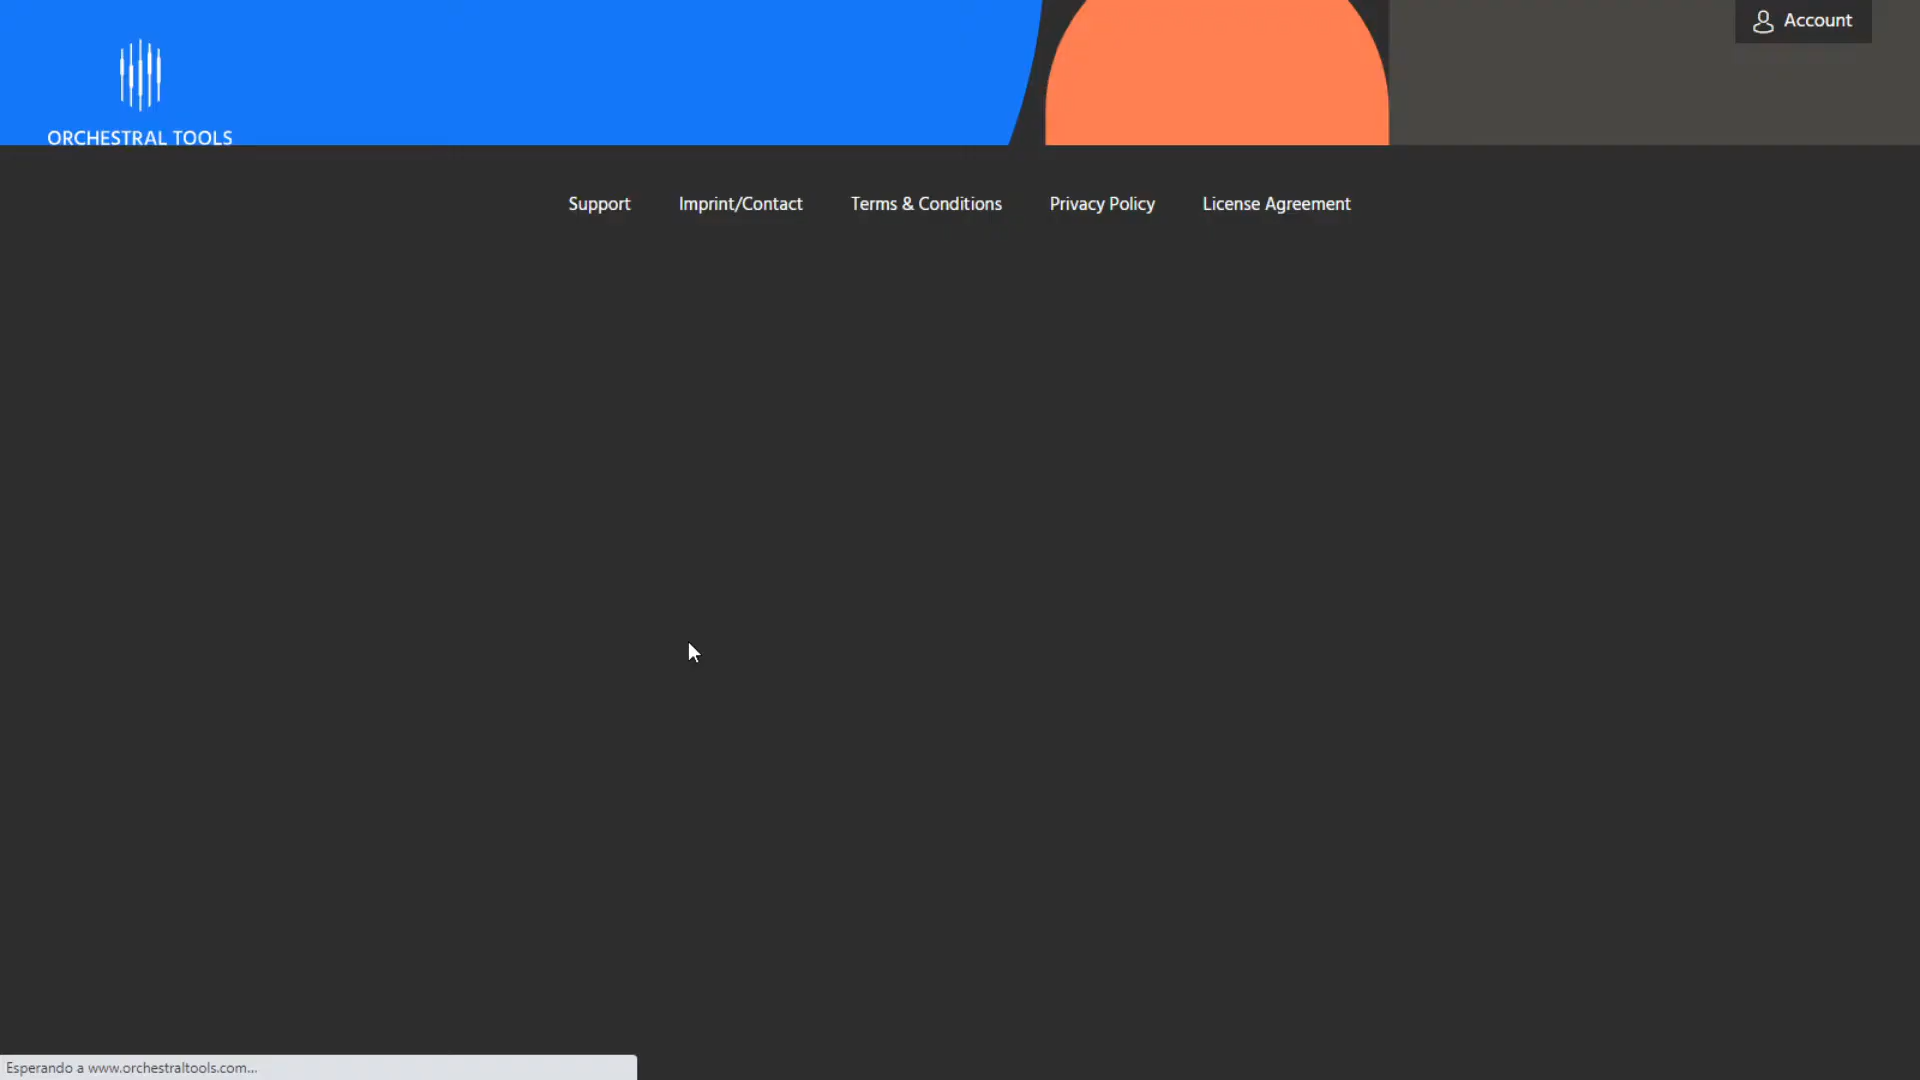 Account
ORCHESTRAL TOOLS
Support Imprint/Contact Terms & Conditions Privacy Policy License Agreement
Esperando a www.orchestraltools.com...